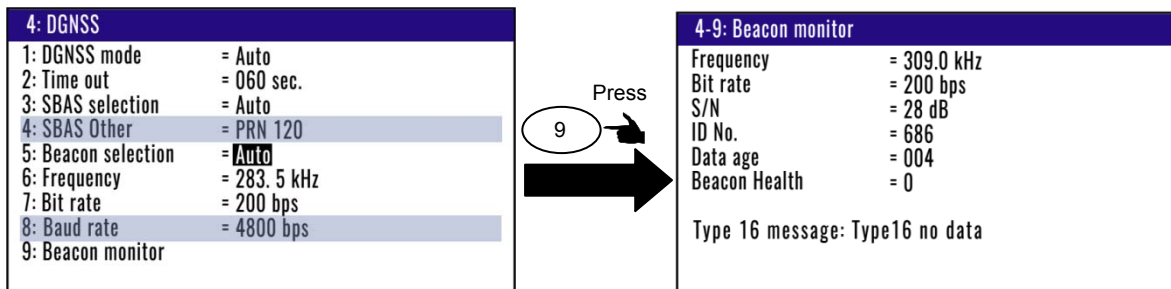 4: DGNSS
1: DGNSS mode = Auto
2: Time out = 060 sec.
3: SBAS selection = Auto
4: SBAS Other = PRN 120
5: Beacon selection = Auto
6: Frequency = 283. 5 kHz
7: Bit rate = 200 bps
8: Baud rate = 4800 bps
9: Beacon monitor
Press
9
4-9: Beacon monitor
Frequency = 309.0 kHz
Bit rate = 200 bps
S/N = 28 dB
ID No. = 686
Data age = 004
Beacon Health = 0
Type 16 message: Type16 no data